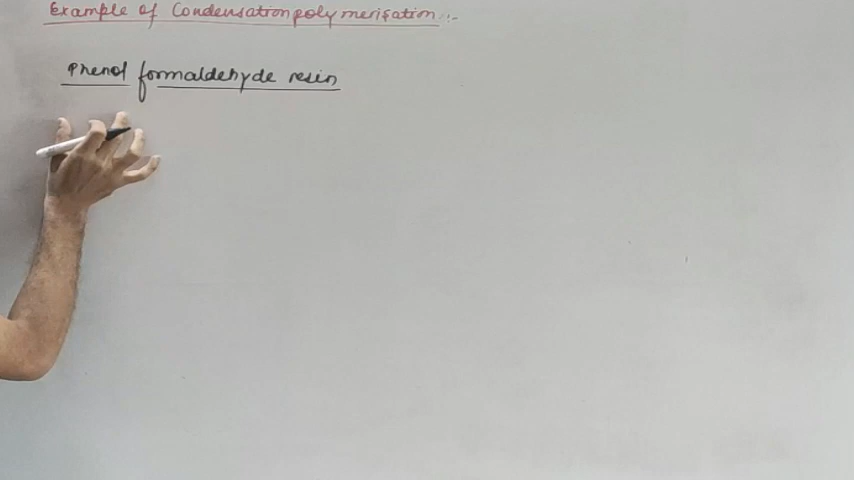 Example of Condensation polymerisation :-
Phenol formaldehyde resin